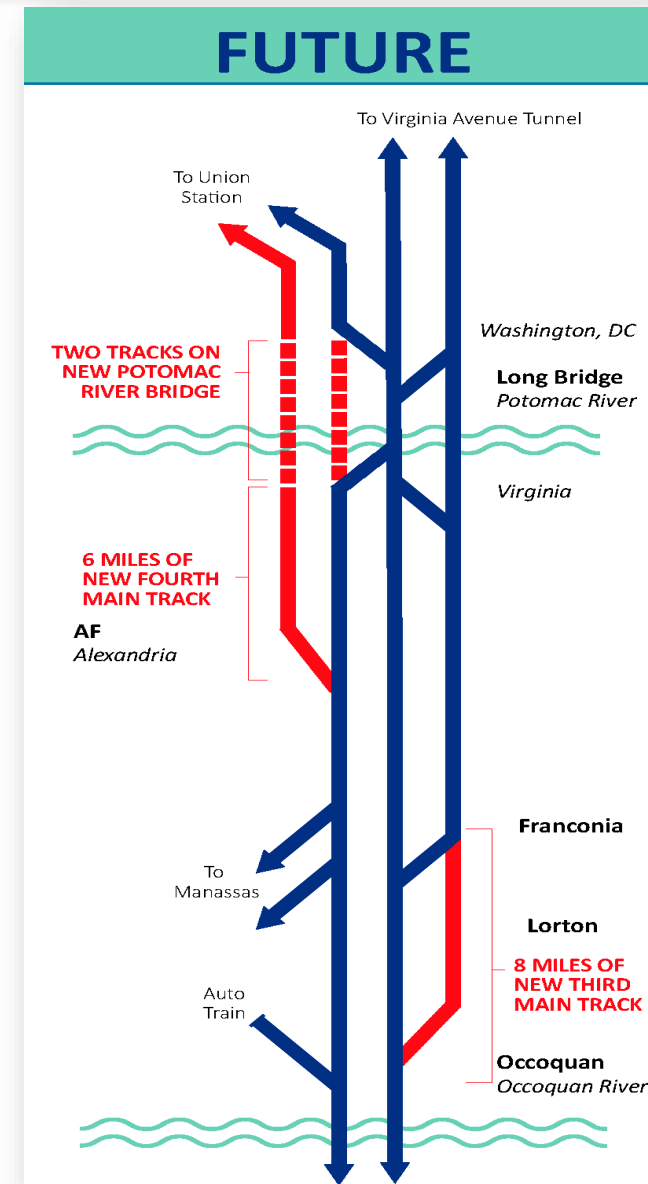 FUTURE
To Virginia Avenue Tunnel
To Union
Station
Washington, DC
TWO TRACKS ON
NEW POTOMAC
RIVER BRIDGE
Long Bridge
Potomac River
Virginia
6 MILES OF
NEW FOURTH
MAIN TRACK
AF
Alexandria
Franconia
To
Manassas
Lorton
8 MILES OF
NEW THIRD
MAIN TRACK
Auto
Train
Occoquan
Occoquan River